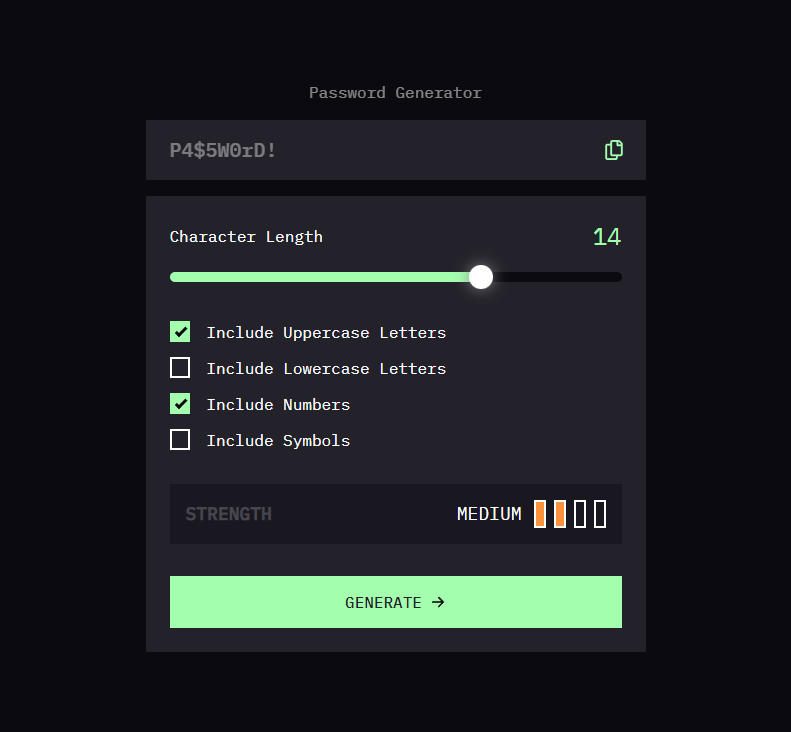 Password Generator
P4$5W0rD!
Character Length 14
Include Uppercase Letters
Include Lowercase Letters
Include Numbers
Include Symbols
STRENGTH MEDIUM
GENERATE →